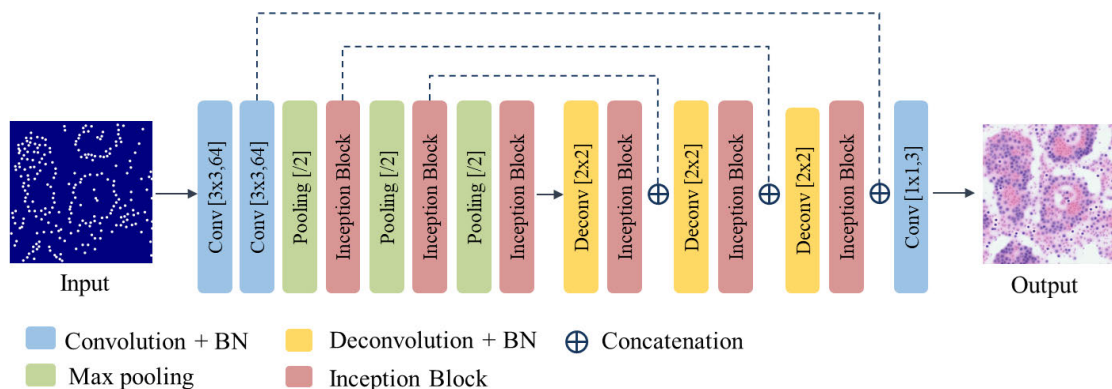 Conv [3x3,64]
Conv [3x3,64]
Pooling [/2]
Inception Block
Pooling [/2]
Inception Block
Pooling [/2]
Inception Block
Deconv [2x2]
Inception Block
Deconv [2x2]
Inception Block
Deconv [2x2]
Inception Block
Conv [1x1,3]
Input
Output
Convolution + BN
Deconvolution + BN
Concatenation
Max pooling
Inception Block